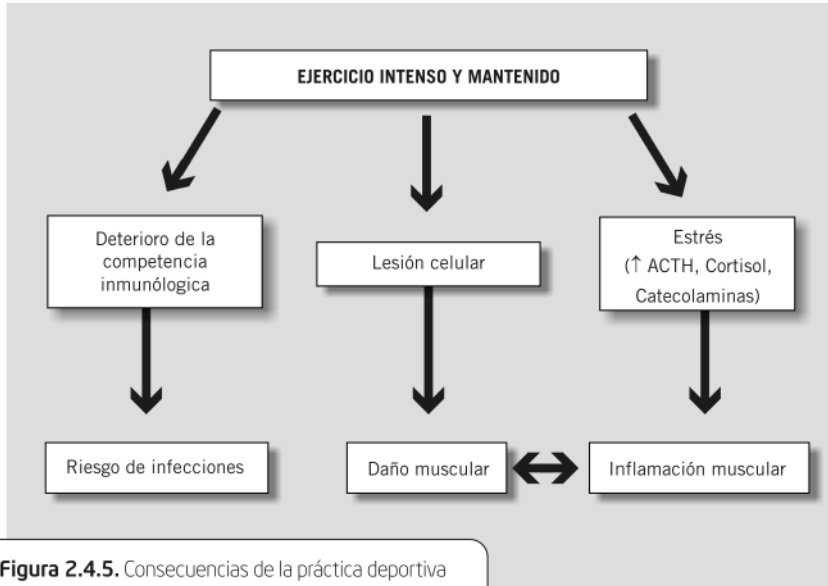 EJERCICIO INTENSO Y MANTENIDO
Deterioro de la
competencia
inmunólogica
Lesión celular
Estrés
(↑ ACTH, Cortisol,
Catecolaminas)
Riesgo de infecciones
Daño muscular
Inflamación muscular
Figura 2.4.5. Consecuencias de la práctica deportiva